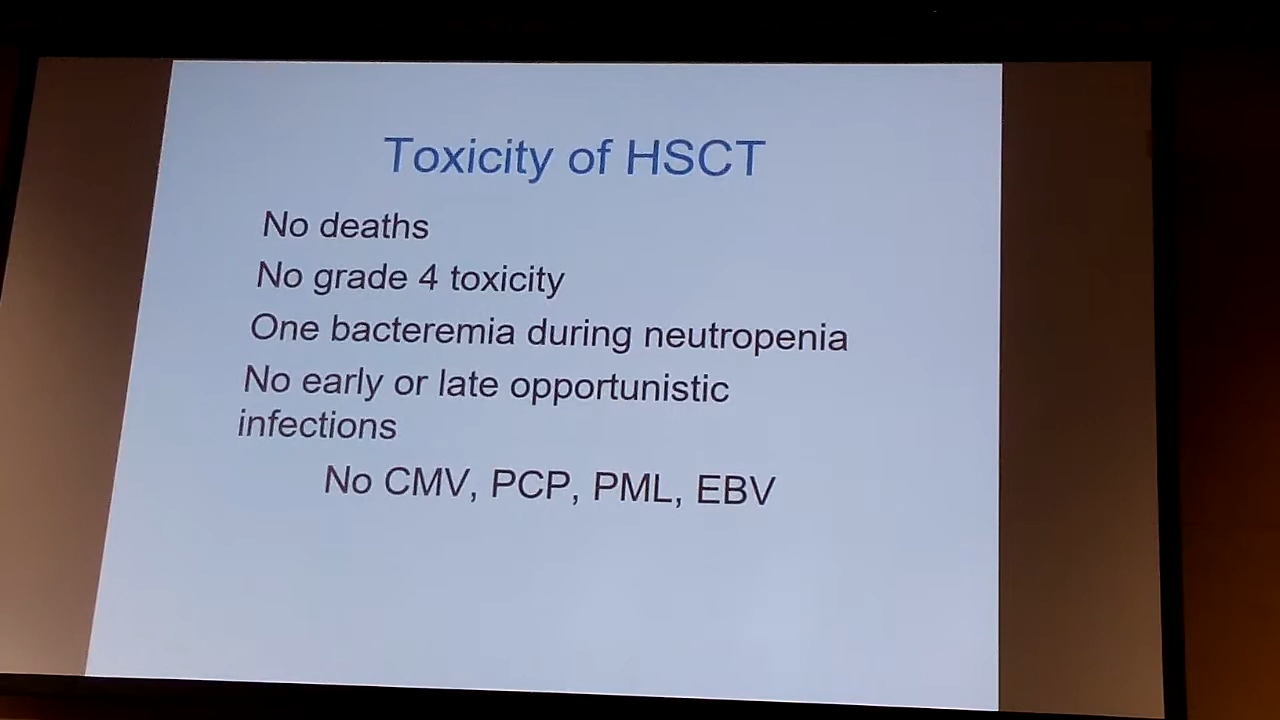 Toxicity of HSCT
No deaths
No grade 4 toxicity
One bacteremia during neutropenia
No early or late opportunistic
infections
No CMV, PCP, PML, EBV